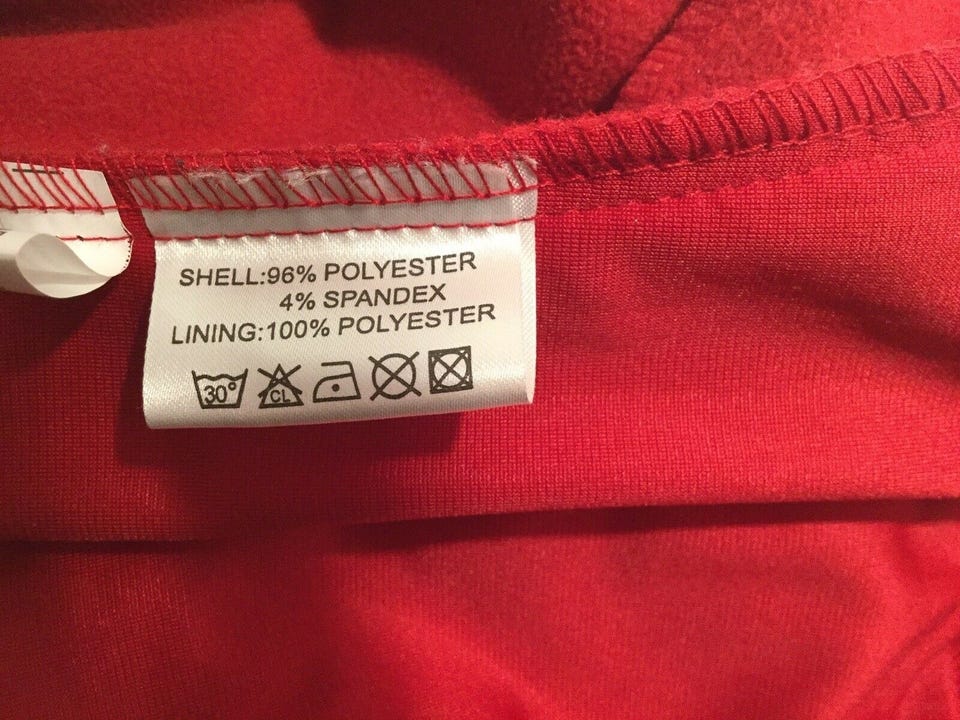 SHELL:96% POLYESTER
4% SPANDEX
LINING:100% POLYESTER
30° CL